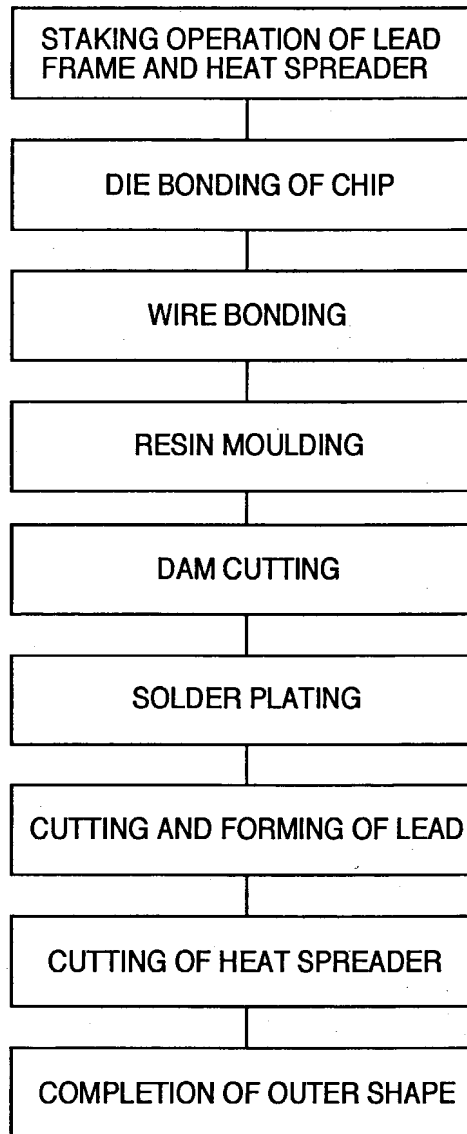 STAKING OPERATION OF LEAD
FRAME AND HEAT SPREADER
DIE BONDING OF CHIP
WIRE BONDING
RESIN MOULDING
DAM CUTTING
SOLDER PLATING
CUTTING AND FORMING OF LEAD
CUTTING OF HEAT SPREADER
COMPLETION OF OUTER SHAPE